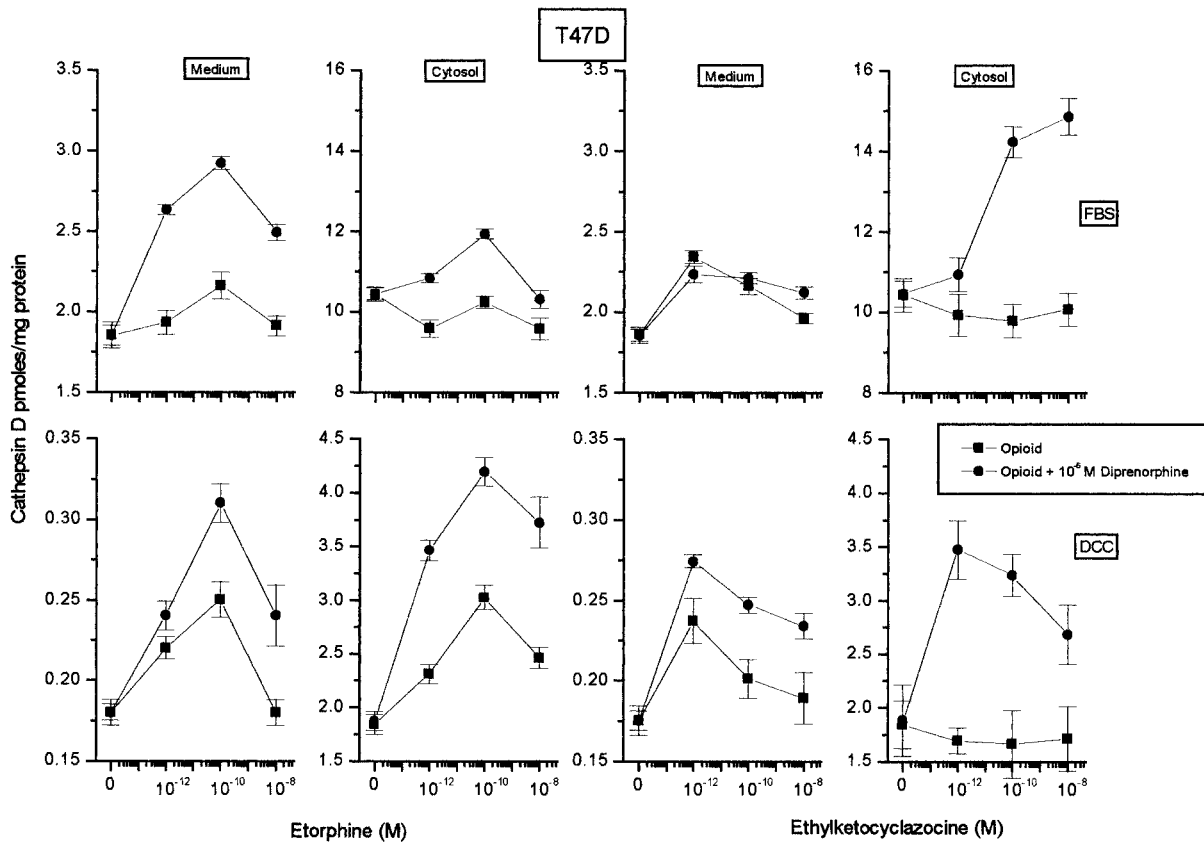 T47D
Medium
Cytosol
Medium
Cytosol
3.5
3.0
2.5
2.0
1.5
16
14
12
10
8
3.5
3.0
2.5
2.0
1.5
16
14
12
10
8
FBS
Cathepsin D pmoles/mg protein
0.35
0.30
0.25
0.20
0.15
4.5
4.0
3.5
3.0
2.5
2.0
1.5
0.35
0.30
0.25
0.20
0.15
4.5
4.0
3.5
3.0
2.5
2.0
1.5
Opioid
Opioid + 10⁻⁶ M Diprenorphine
DCC
0 10⁻¹² 10⁻¹⁰ 10⁻⁸
0 10⁻¹² 10⁻¹⁰ 10⁻⁸
0 10⁻¹² 10⁻¹⁰ 10⁻⁸
0 10⁻¹² 10⁻¹⁰ 10⁻⁸
Etorphine (M)
Ethylketocyclazocine (M)